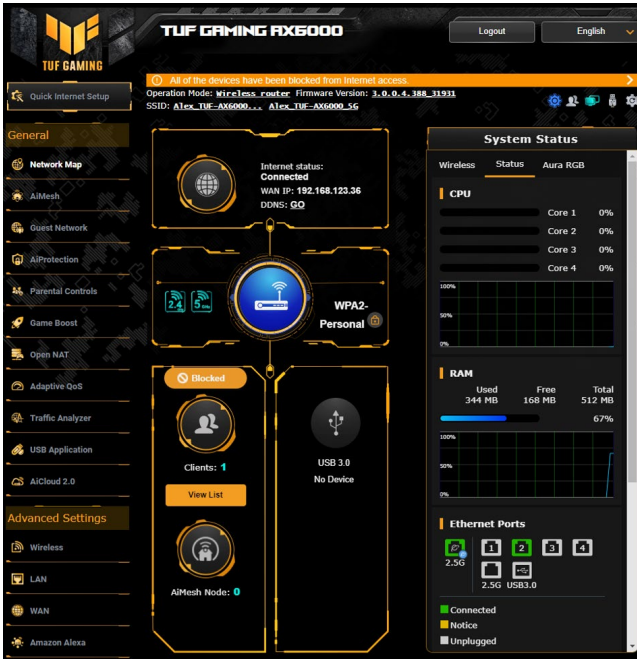 TUF GAMING
TUF GAMING AX6000
Logout
English
All of the devices have been blocked from Internet access.
Quick Internet Setup
Operation Mode: Wireless router Firmware Version: 3.0.0.4.388_31931
SSID: Alex_TUF-AX6000... Alex_TUF-AX6000_5G
General
Network Map
AiMesh
Guest Network
AiProtection
Parental Controls
Game Boost
Open NAT
Adaptive QoS
Traffic Analyzer
USB Application
AiCloud 2.0
Advanced Settings
Wireless
LAN
WAN
Amazon Alexa
Internet status:
Connected
WAN IP: 192.168.123.36
DDNS: GO
2.4
5
WPA2-
Personal
Blocked
Clients: 1
View List
AiMesh Node: 0
USB 3.0
No Device
System Status
Wireless Status Aura RGB
CPU
Core 1 0%
Core 2 0%
Core 3 0%
Core 4 0%
100%
50%
0%
RAM
Used Free Total
344 MB 168 MB 512 MB
67%
100%
50%
0%
Ethernet Ports
1 2 3 4
2.5G
2.5G USB3.0
Connected
Notice
Unplugged